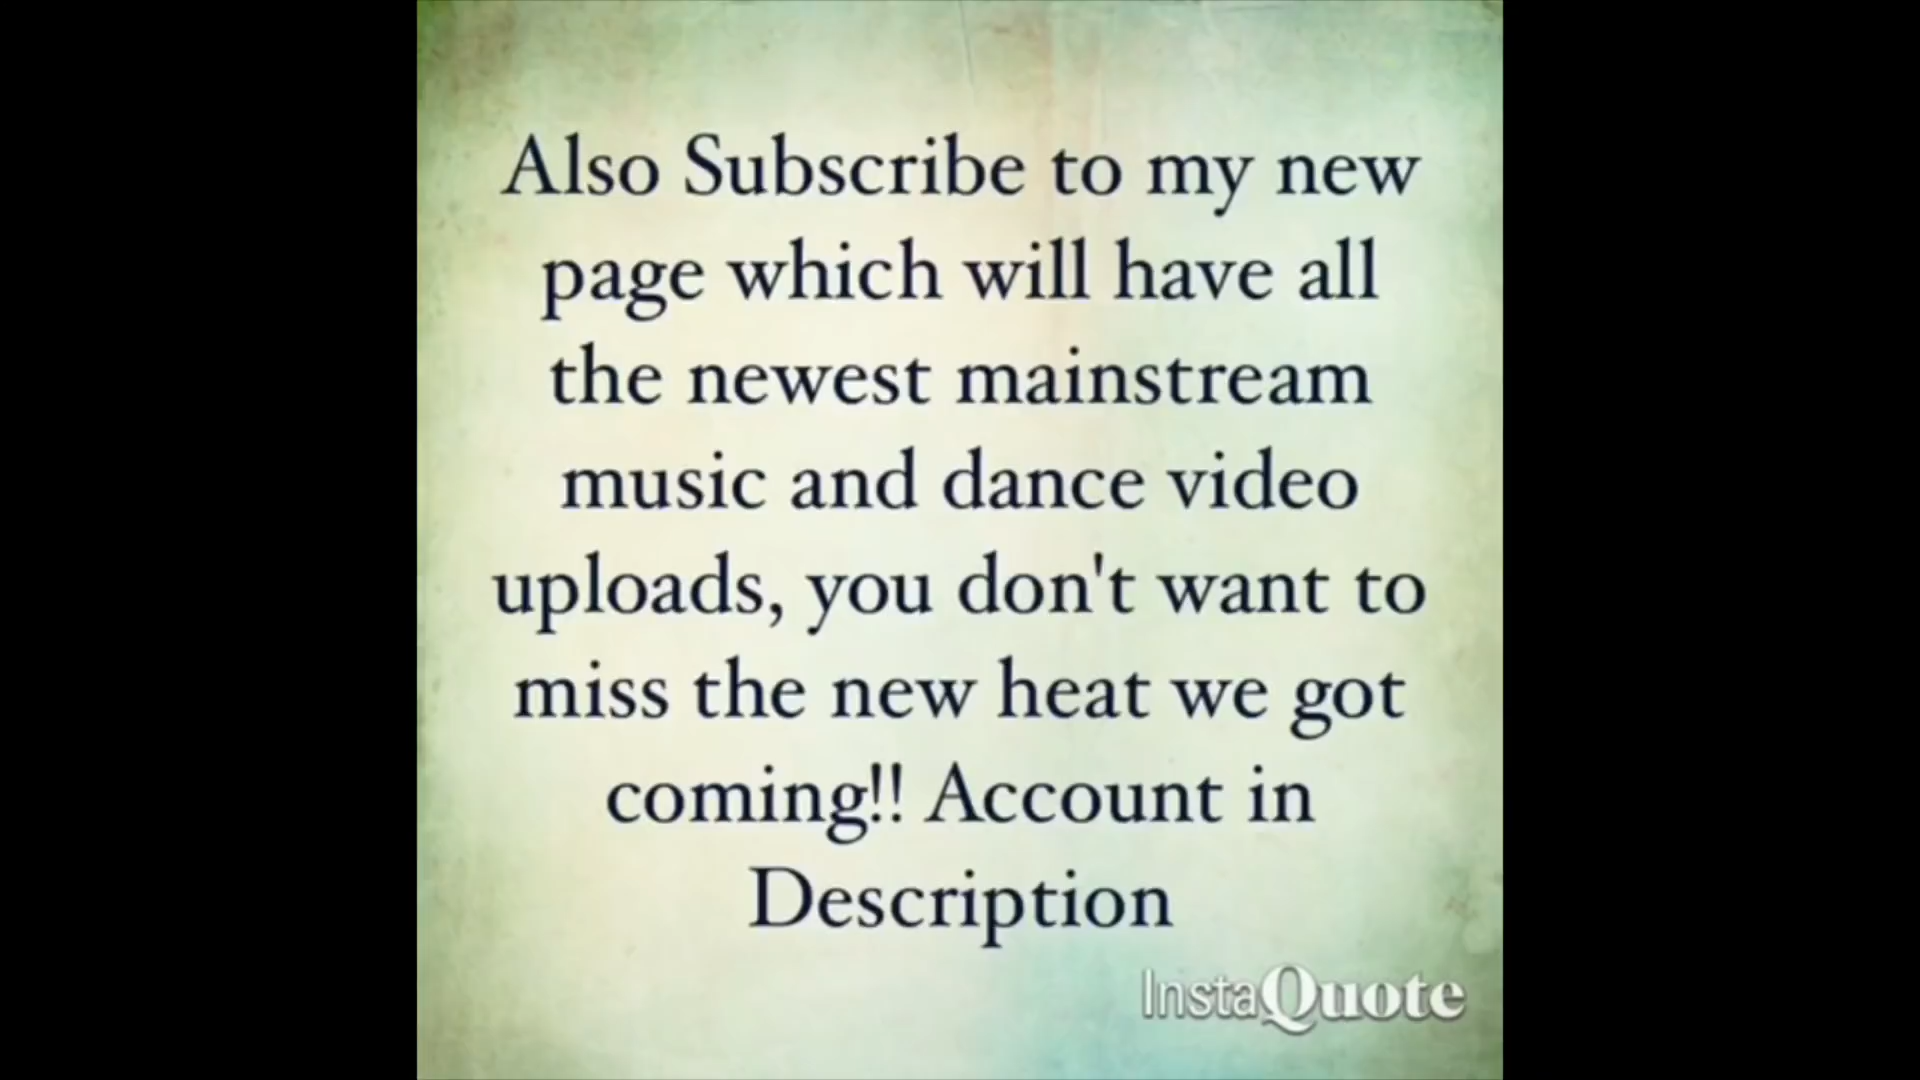 Also Subscribe to my new
page which will have all
the newest mainstream
music and dance video
uploads, you don't want to
miss the new heat we got
coming!! Account in
Description
InstaQuote